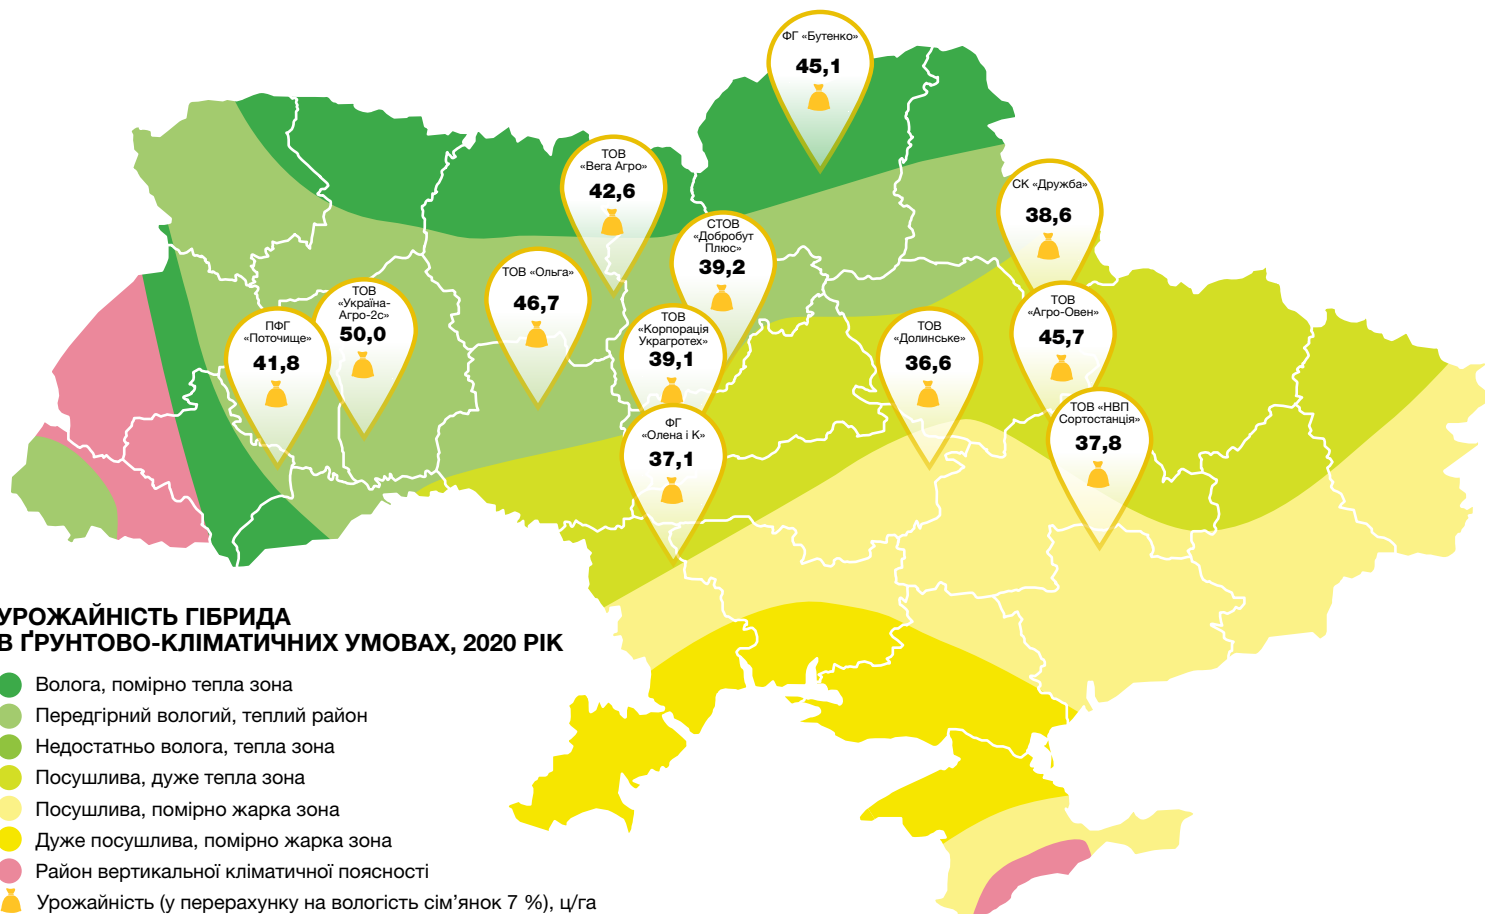 ФГ «Бутенко»
45,1
ТОВ
«Вега Агро»
42,6
СК «Дружба»
38,6
СТОВ
«Добробут
Плюс»
39,2
ТОВ «Ольга»
46,7
ТОВ
«Україна-
Агро-2с»
50,0
ПФГ
«Поточище»
41,8
ТОВ
«Корпорація
Украгротех»
39,1
ТОВ
«Долинське»
36,6
ТОВ
«Агро-Овен»
45,7
ФГ
«Олена і К»
37,1
ТОВ «НВП
Сортостанція»
37,8
УРОЖАЙНІСТЬ ГІБРИДА
В ҐРУНТОВО-КЛІМАТИЧНИХ УМОВАХ, 2020 РІК
Волога, помірно тепла зона
Передгірний вологий, теплий район
Недостатньо волога, тепла зона
Посушлива, дуже тепла зона
Посушлива, помірно жарка зона
Дуже посушлива, помірно жарка зона
Район вертикальної кліматичної поясності
Урожайність (у перерахунку на вологість сім’янок 7 %), ц/га